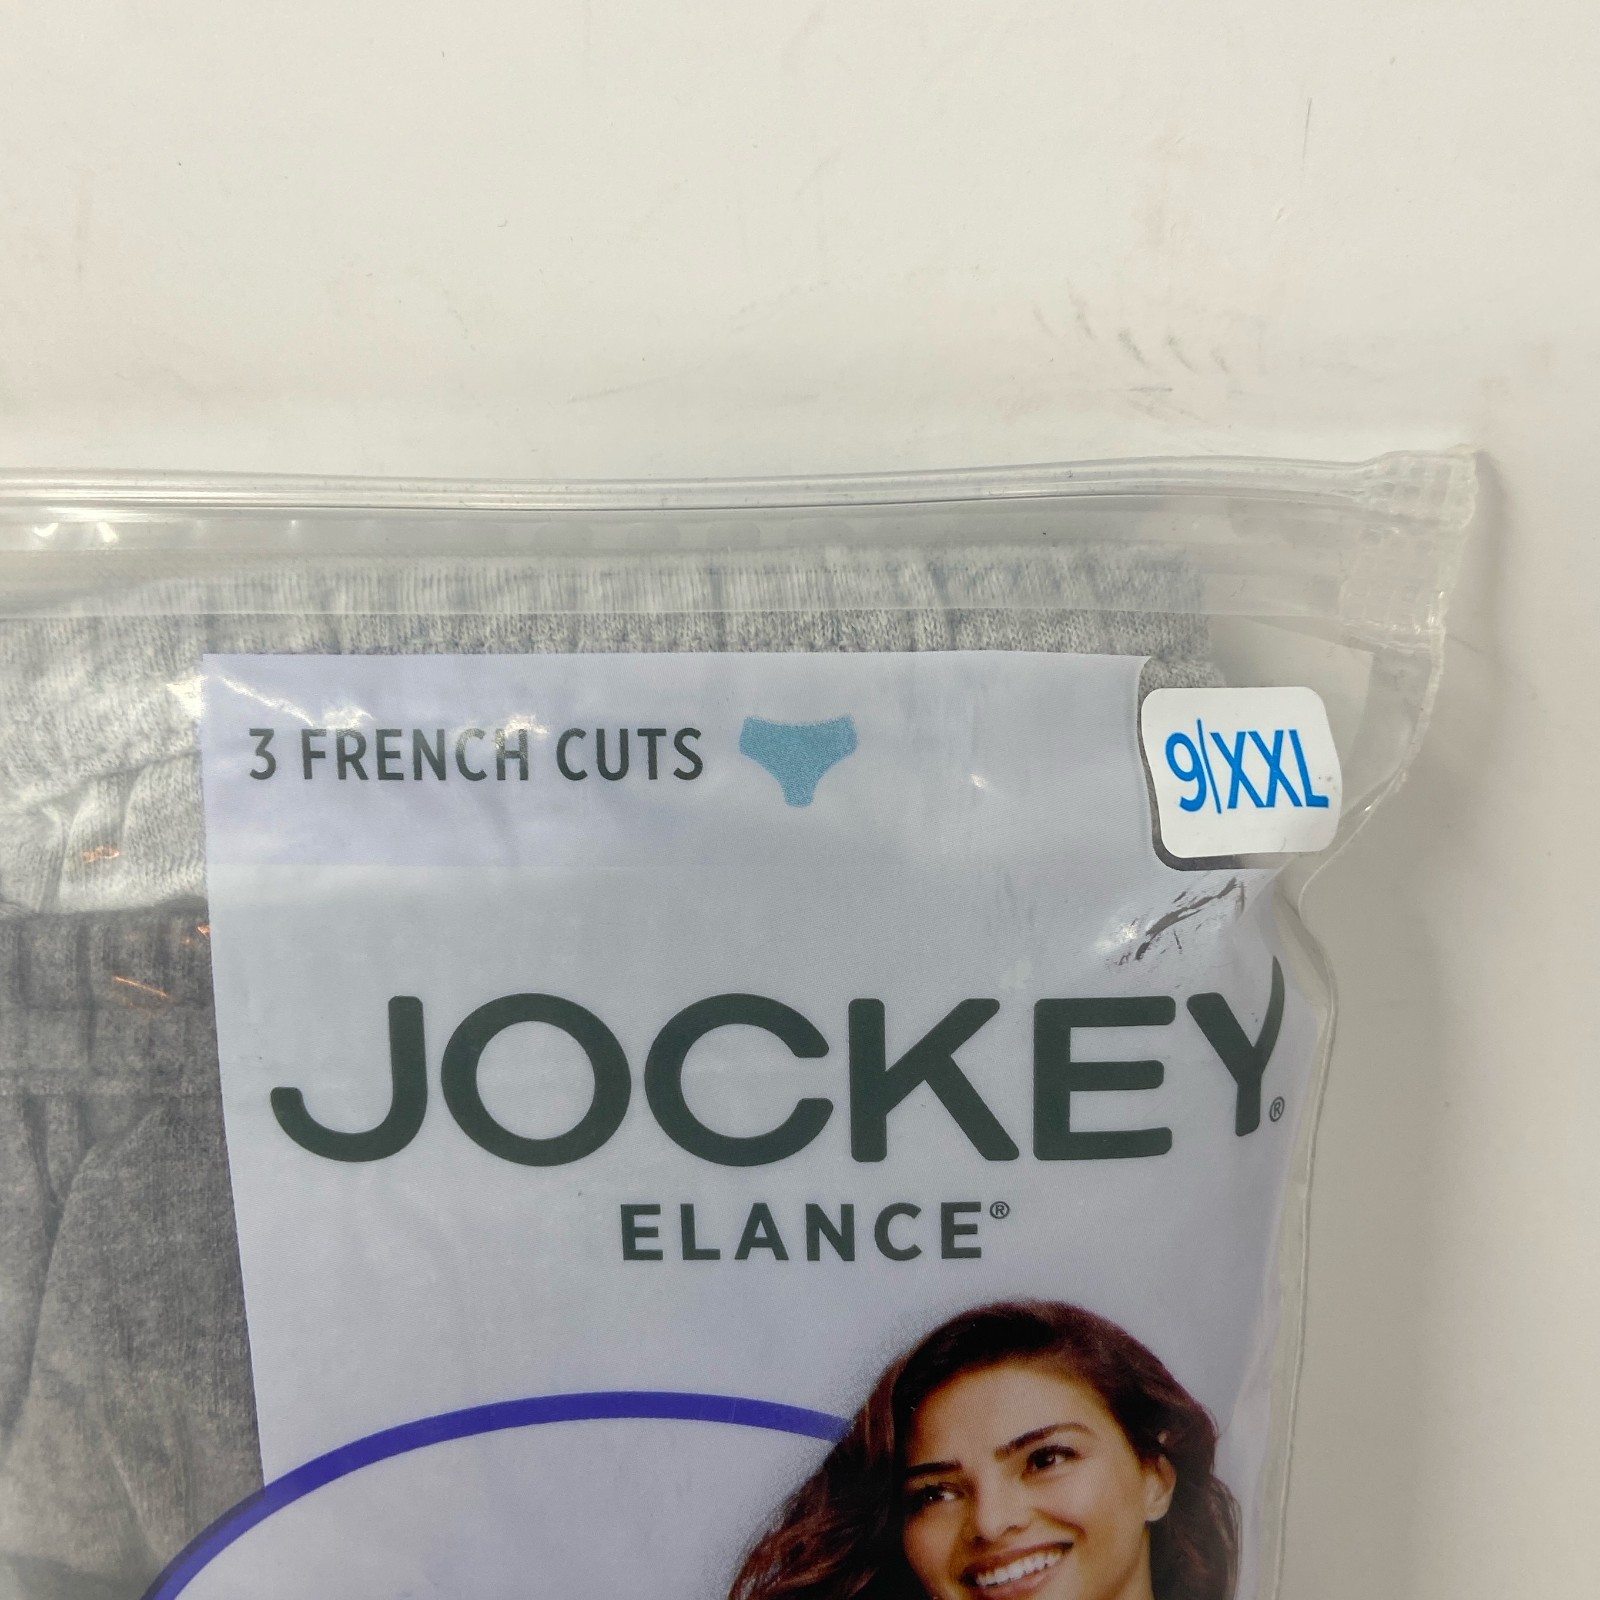 3 FRENCH CUTS
9/XXL
JOCKEY®
ELANCE®